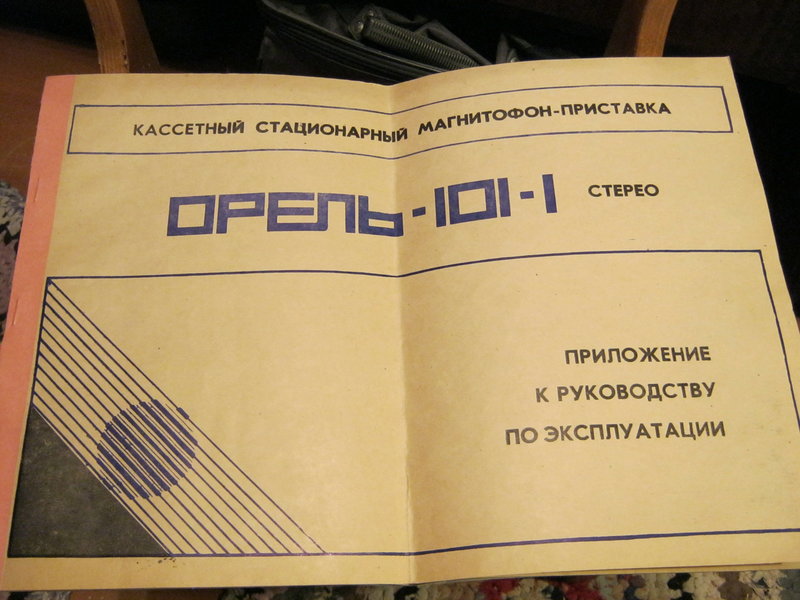 КАССЕТНЫЙ СТАЦИОНАРНЫЙ МАГНИТОФОН-ПРИСТАВКА
ОРЕЛЬ-101-1 СТЕРЕО
ПРИЛОЖЕНИЕ
К РУКОВОДСТВУ
ПО ЭКСПЛУАТАЦИИ